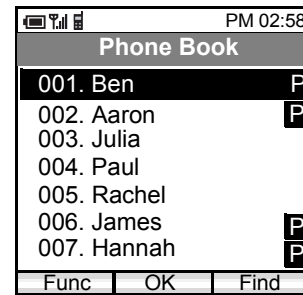 PM 02:58
Phone Book
001. Ben P
002. Aaron P
003. Julia
004. Paul
005. Rachel
006. James P
007. Hannah P
Func OK Find